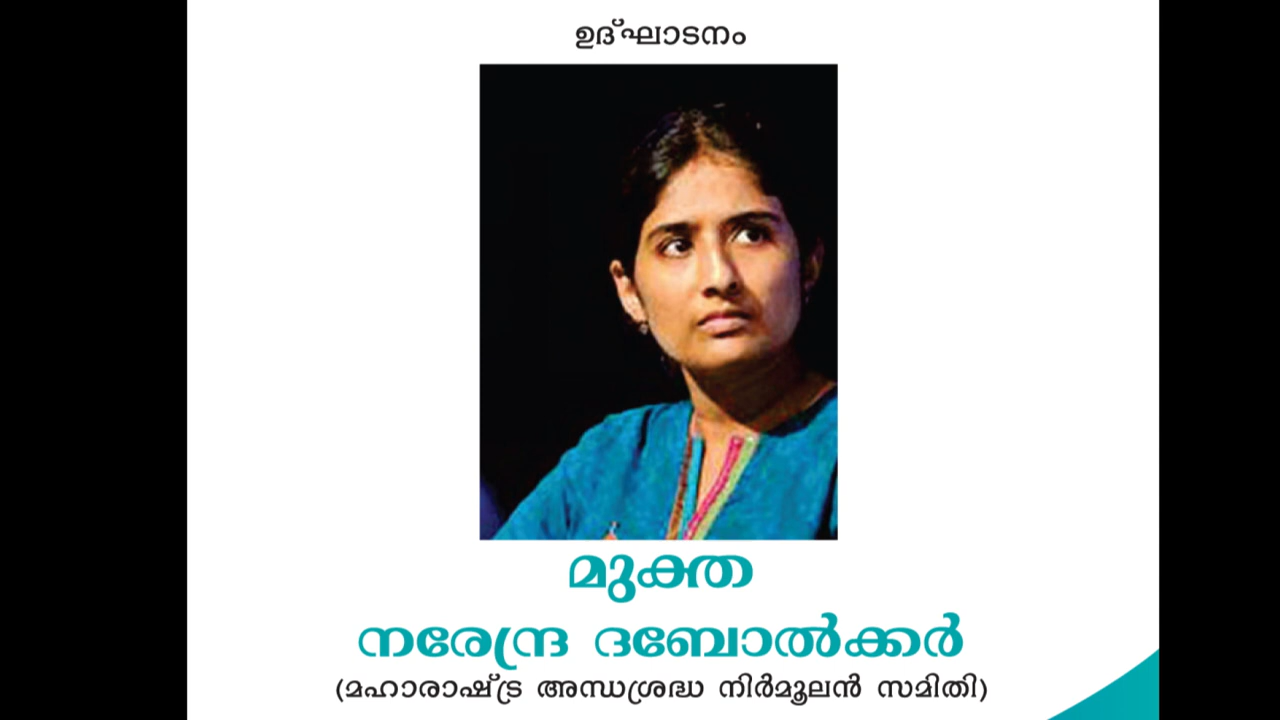 ഉദ്ഘാടനം
മുക്ത
നരേന്ദ്ര ദബോൽക്കർ
(മഹാരാഷ്ട്ര അന്ധശ്രദ്ധ നിർമൂലൻ സമിതി)